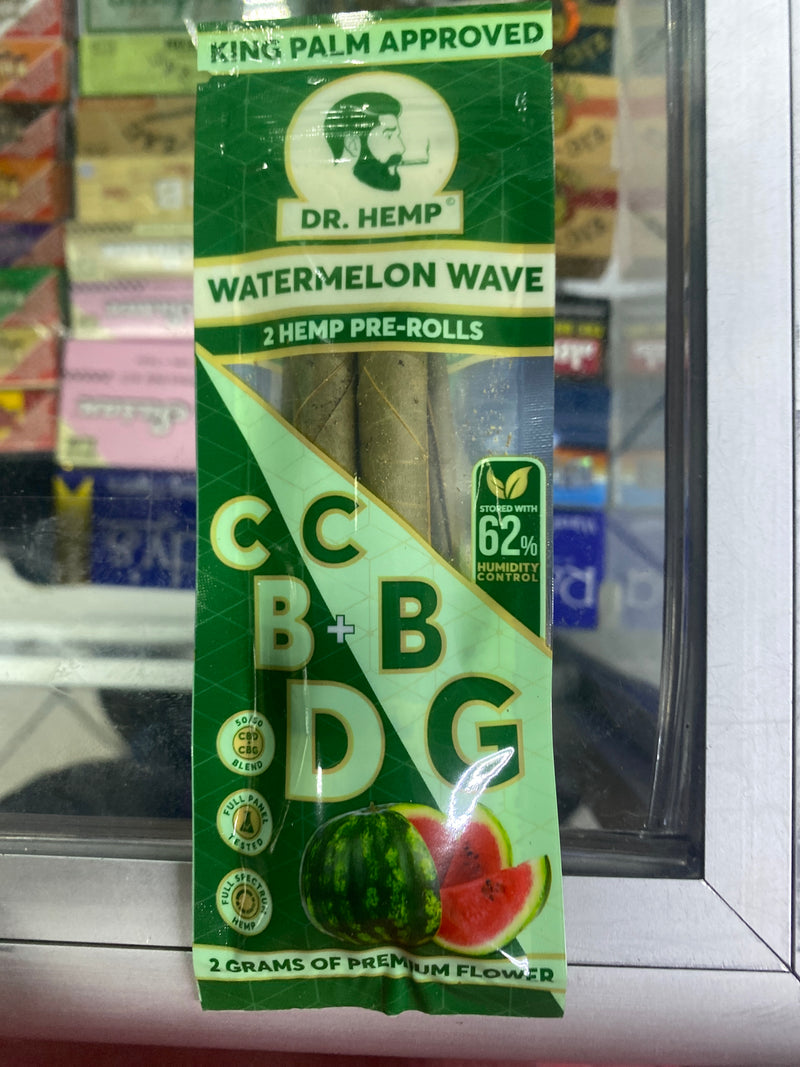 KING PALM APPROVED
DR. HEMP©
WATERMELON WAVE
2 HEMP PRE-ROLLS
STORED WITH
62%
HUMIDITY
CONTROL
CBD + CBG
50/50
CBD
+
CBG
BLEND
FULL PANEL
TESTED
FULL SPECTRUM
HEMP
2 GRAMS OF PREMIUM FLOWER